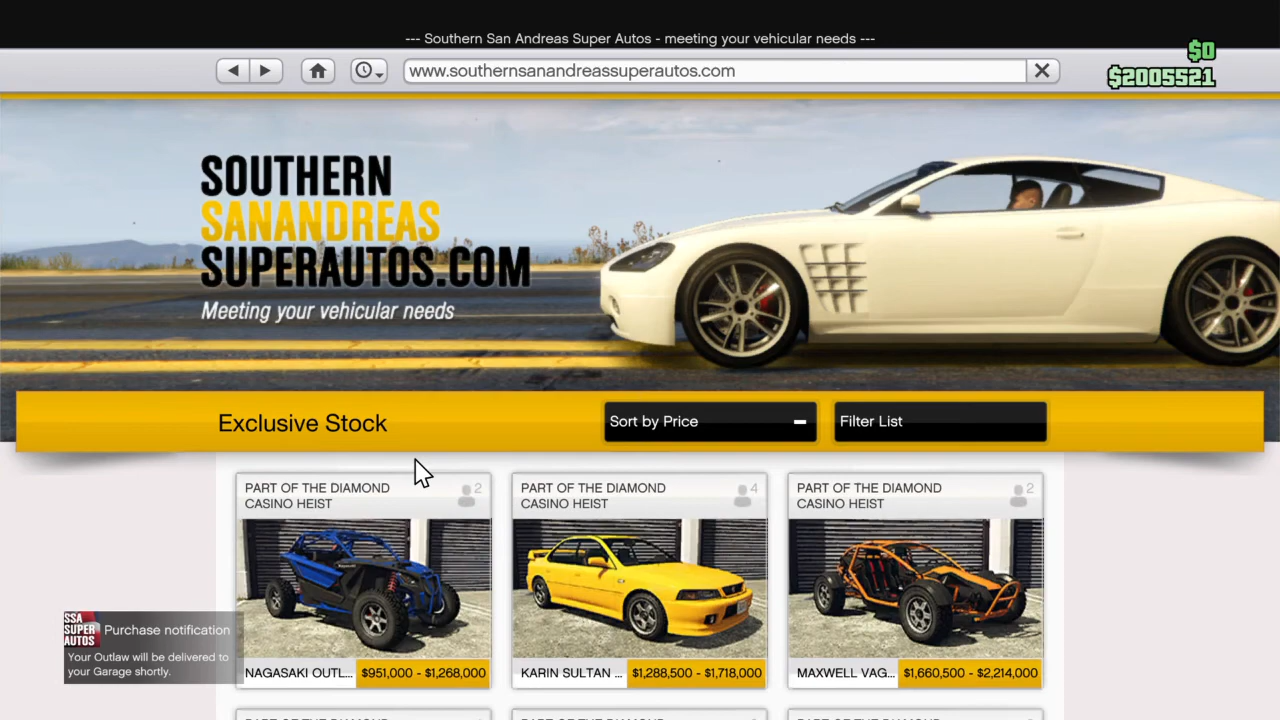 --- Southern San Andreas Super Autos - meeting your vehicular needs ---
$0
www.southernsanandreassuperautos.com
$2005521
SOUTHERN
SANANDREAS
SUPERAUTOS.COM
Meeting your vehicular needs
Exclusive Stock
Sort by Price
Filter List
PART OF THE DIAMOND
CASINO HEIST
2
PART OF THE DIAMOND
CASINO HEIST
4
PART OF THE DIAMOND
CASINO HEIST
2
NAGASAKI OUTL... $951,000 - $1,268,000
KARIN SULTAN ... $1,288,500 - $1,718,000
MAXWELL VAG... $1,660,500 - $2,214,000
SSA
SUPER
AUTOS
Purchase notification
Your Outlaw will be delivered to
your Garage shortly.